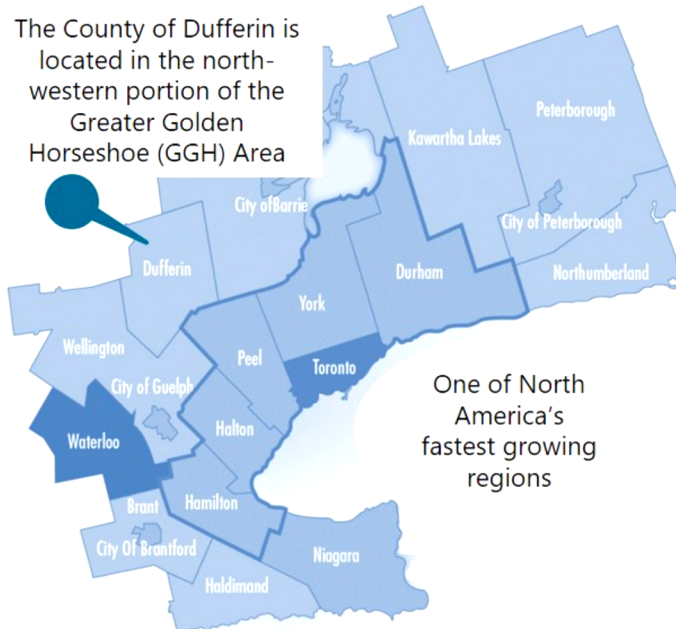 The County of Dufferin is
located in the north-
western portion of the
Greater Golden
Horseshoe (GGH) Area
Peterborough
Kawartha Lakes
City ofBarrie
City of Peterborough
Dufferin
Durham
Northumberland
York
Wellington
Peel
Toronto
City of Guelph
One of North
America’s
fastest growing
regions
Waterloo
Halton
Brant
Hamilton
City Of Brantford
Niagara
Haldimand